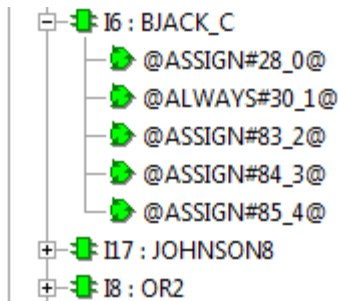 I6 : BJACK_C
@ASSIGN#28_0@
@ALWAYS#30_1@
@ASSIGN#83_2@
@ASSIGN#84_3@
@ASSIGN#85_4@
I17 : JOHNSON8
I8 : OR2